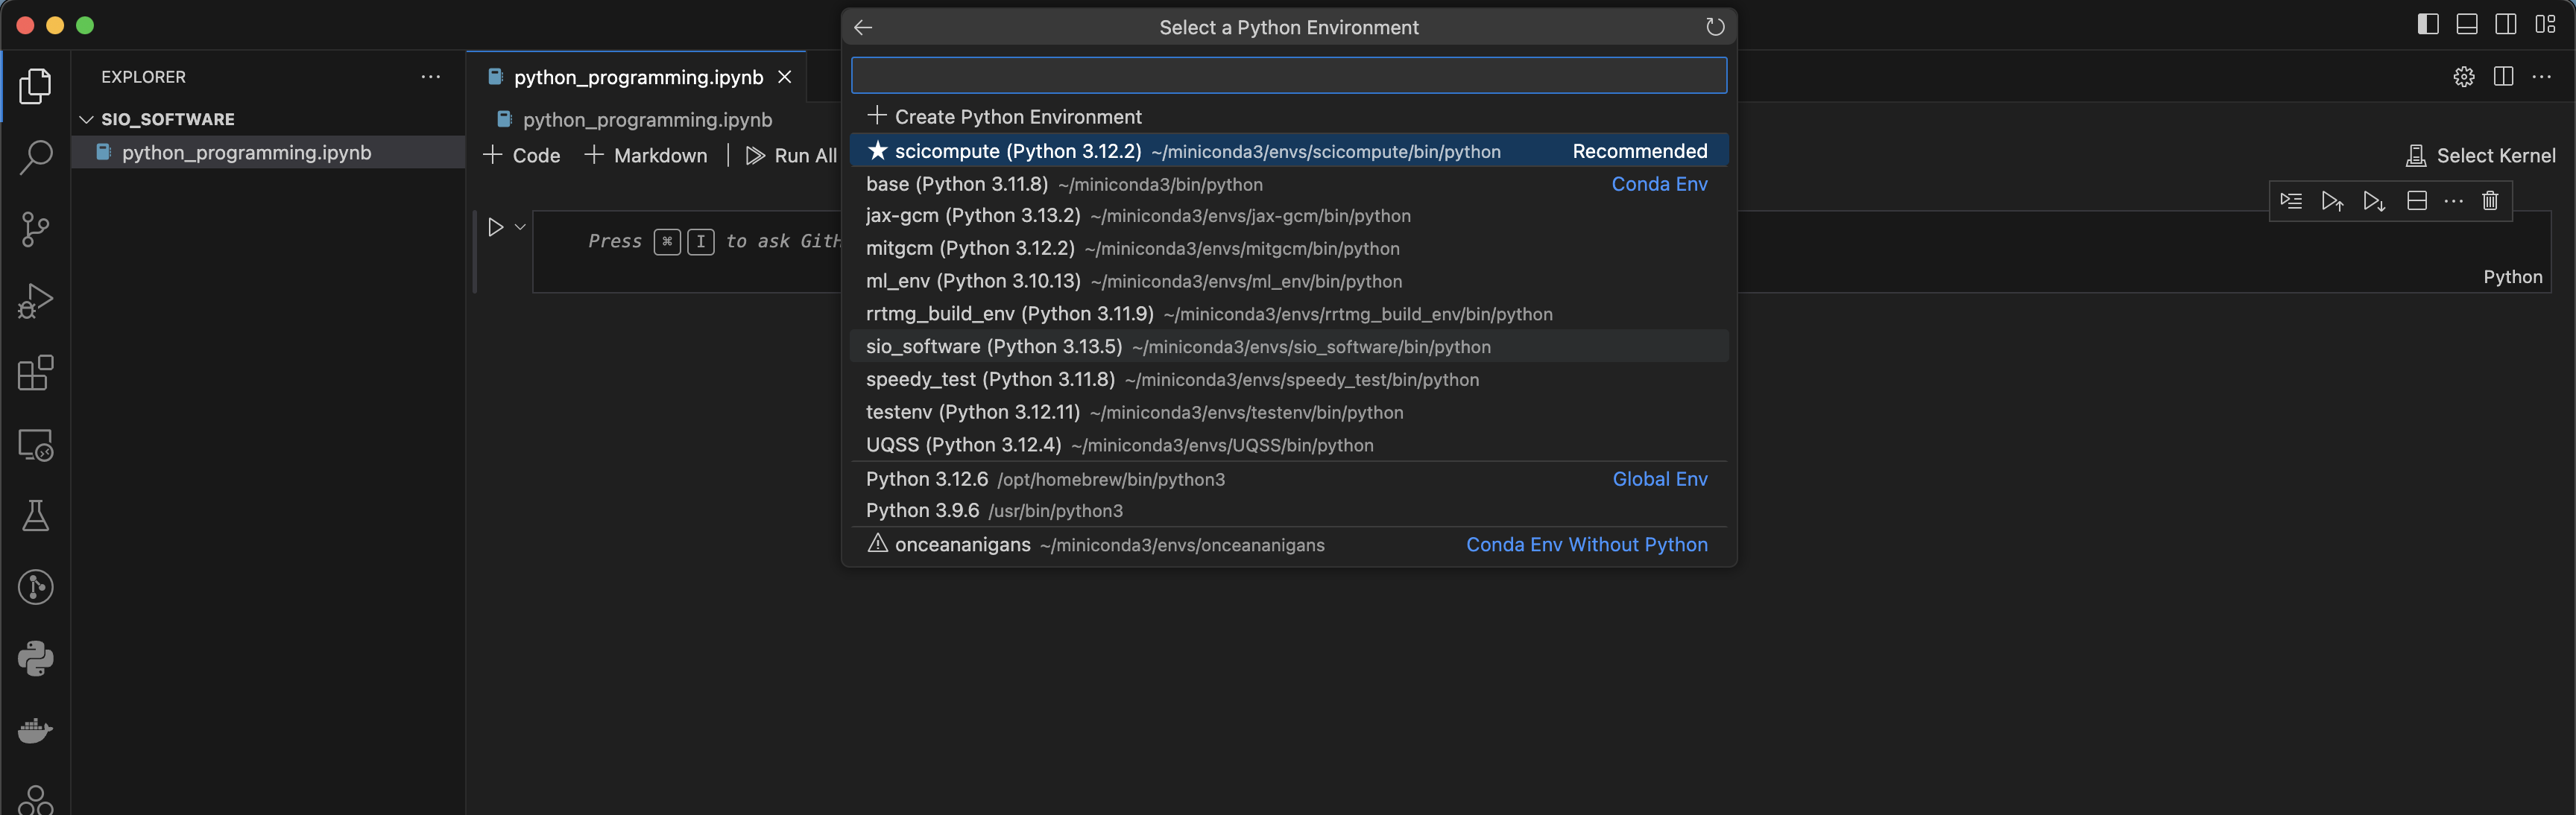 Select a Python Environment
EXPLORER
python_programming.ipynb
SIO_SOFTWARE
python_programming.ipynb
python_programming.ipynb
Code
Markdown
Run All
Select Kernel
Press ⌘ I to ask GitH
Python
Create Python Environment
scicompute (Python 3.12.2) ~/miniconda3/envs/scicompute/bin/python Recommended
base (Python 3.11.8) ~/miniconda3/bin/python Conda Env
jax-gcm (Python 3.13.2) ~/miniconda3/envs/jax-gcm/bin/python
mitgcm (Python 3.12.2) ~/miniconda3/envs/mitgcm/bin/python
ml_env (Python 3.10.13) ~/miniconda3/envs/ml_env/bin/python
rrtmg_build_env (Python 3.11.9) ~/miniconda3/envs/rrtmg_build_env/bin/python
sio_software (Python 3.13.5) ~/miniconda3/envs/sio_software/bin/python
speedy_test (Python 3.11.8) ~/miniconda3/envs/speedy_test/bin/python
testenv (Python 3.12.11) ~/miniconda3/envs/testenv/bin/python
UQSS (Python 3.12.4) ~/miniconda3/envs/UQSS/bin/python
Python 3.12.6 /opt/homebrew/bin/python3 Global Env
Python 3.9.6 /usr/bin/python3
onceananigans ~/miniconda3/envs/onceananigans Conda Env Without Python